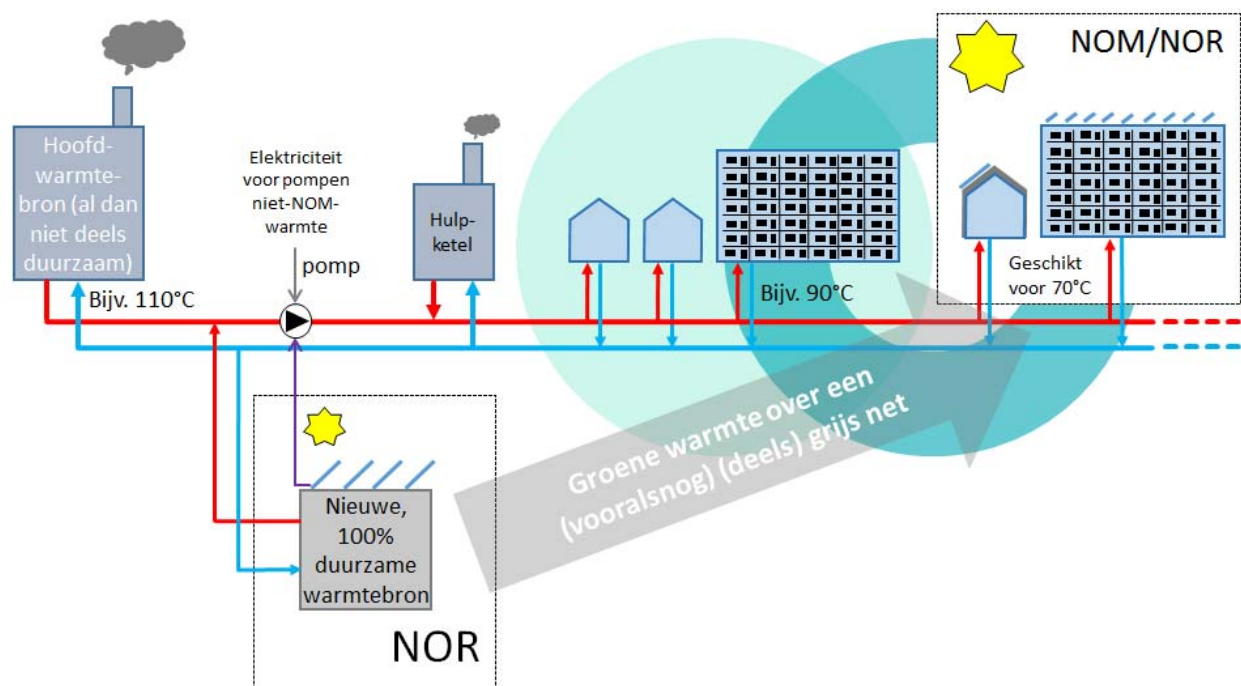 Hoofd-
warmte-
bron (al dan
niet deels
duurzaam)
Bijv. 110°C
Elektriciteit
voor pompen
niet-NOM-
warmte
pomp
Hulp-
ketel
Bijv. 90°C
NOM/NOR
Geschikt
voor 70°C
Groene warmte over een
(vooralsnog) (deels) grijs net
Nieuwe,
100%
duurzame
warmtebron
NOR